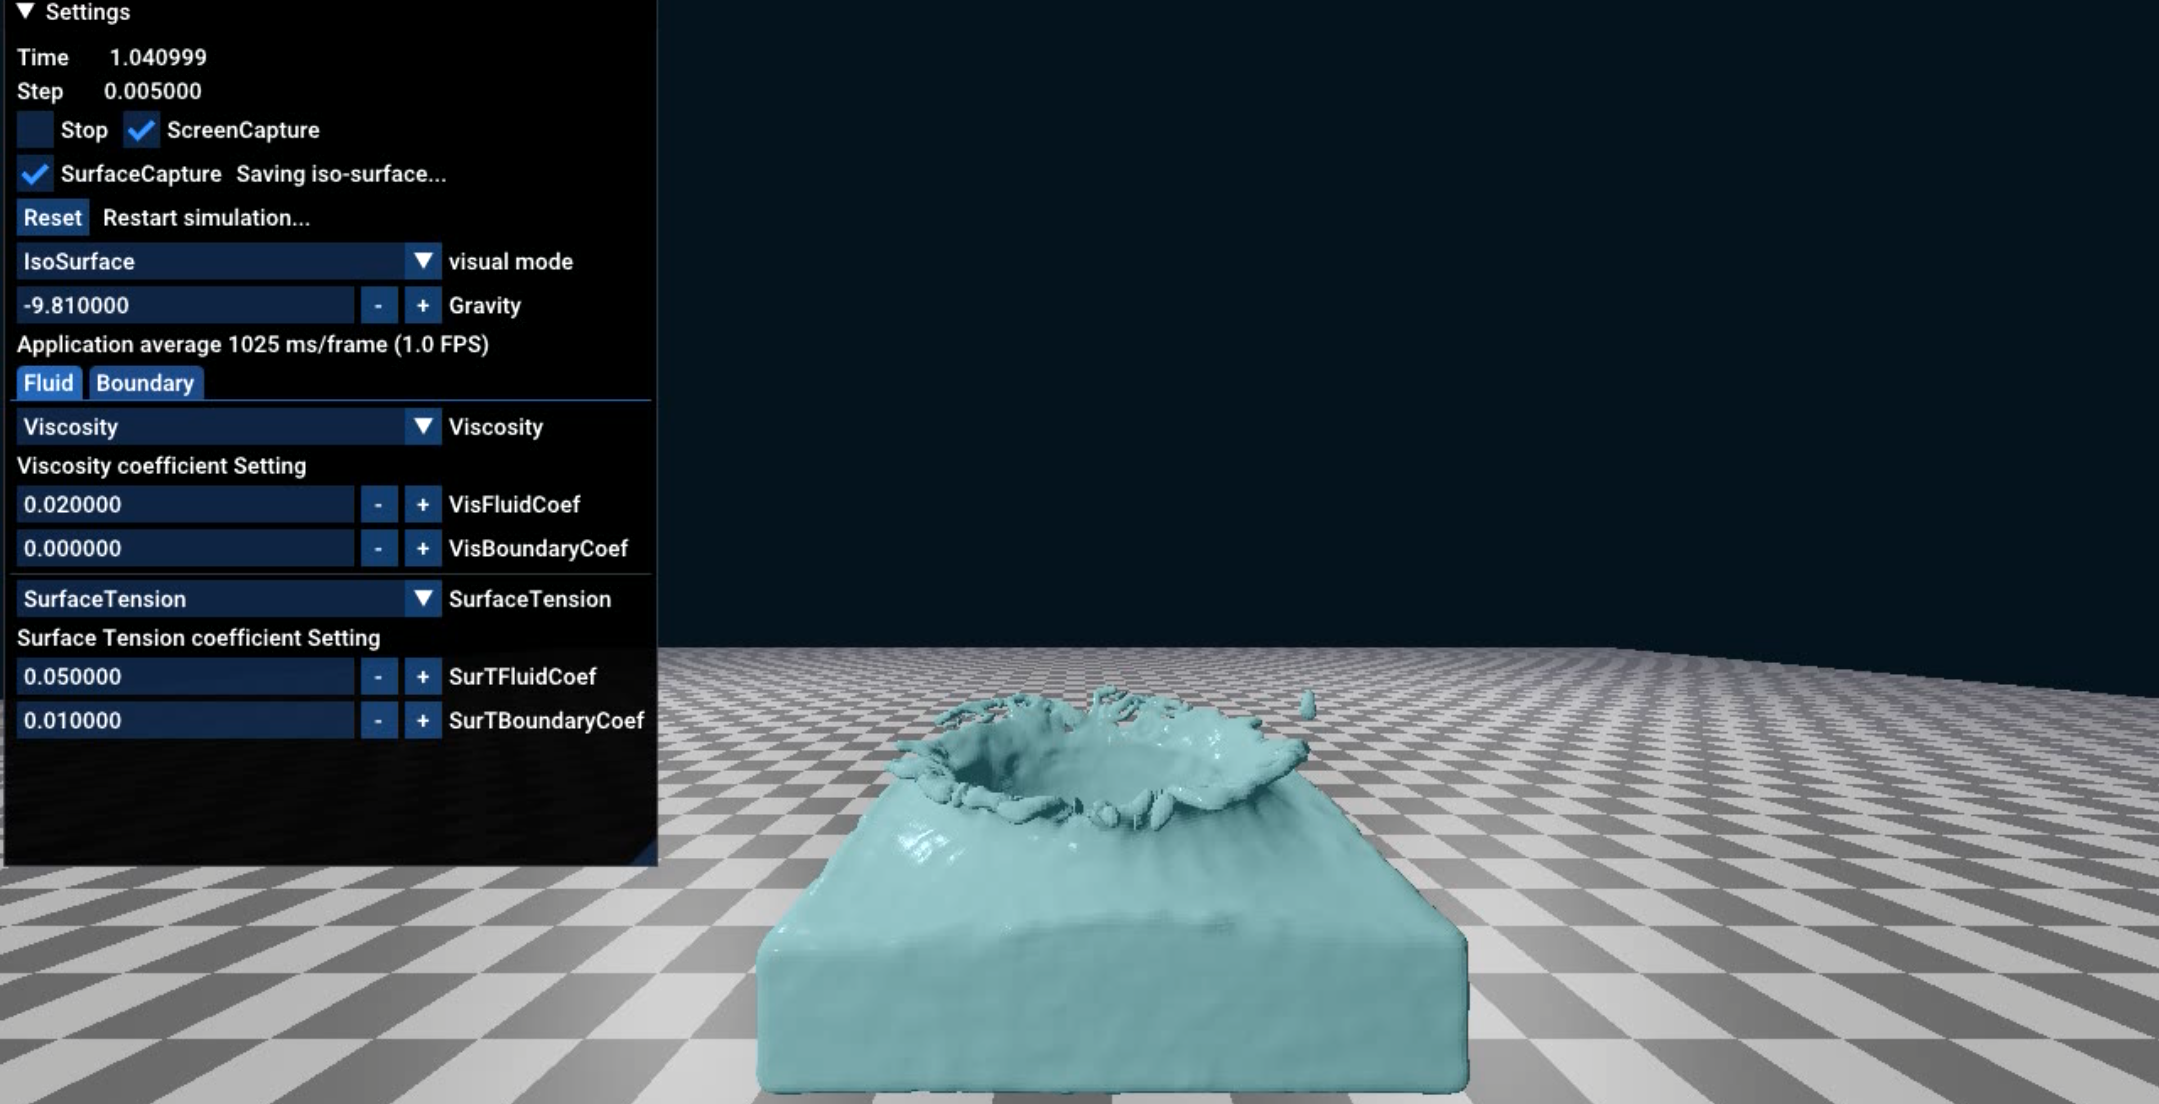 Settings
Time 1.040999
Step 0.005000
Stop ScreenCapture
SurfaceCapture Saving iso-surface...
Reset Restart simulation...
IsoSurface visual mode
-9.810000 - + Gravity
Application average 1025 ms/frame (1.0 FPS)
Fluid Boundary
Viscosity Viscosity
Viscosity coefficient Setting
0.020000 - + VisFluidCoef
0.000000 - + VisBoundaryCoef
SurfaceTension SurfaceTension
Surface Tension coefficient Setting
0.050000 - + SurTFluidCoef
0.010000 - + SurTBoundaryCoef